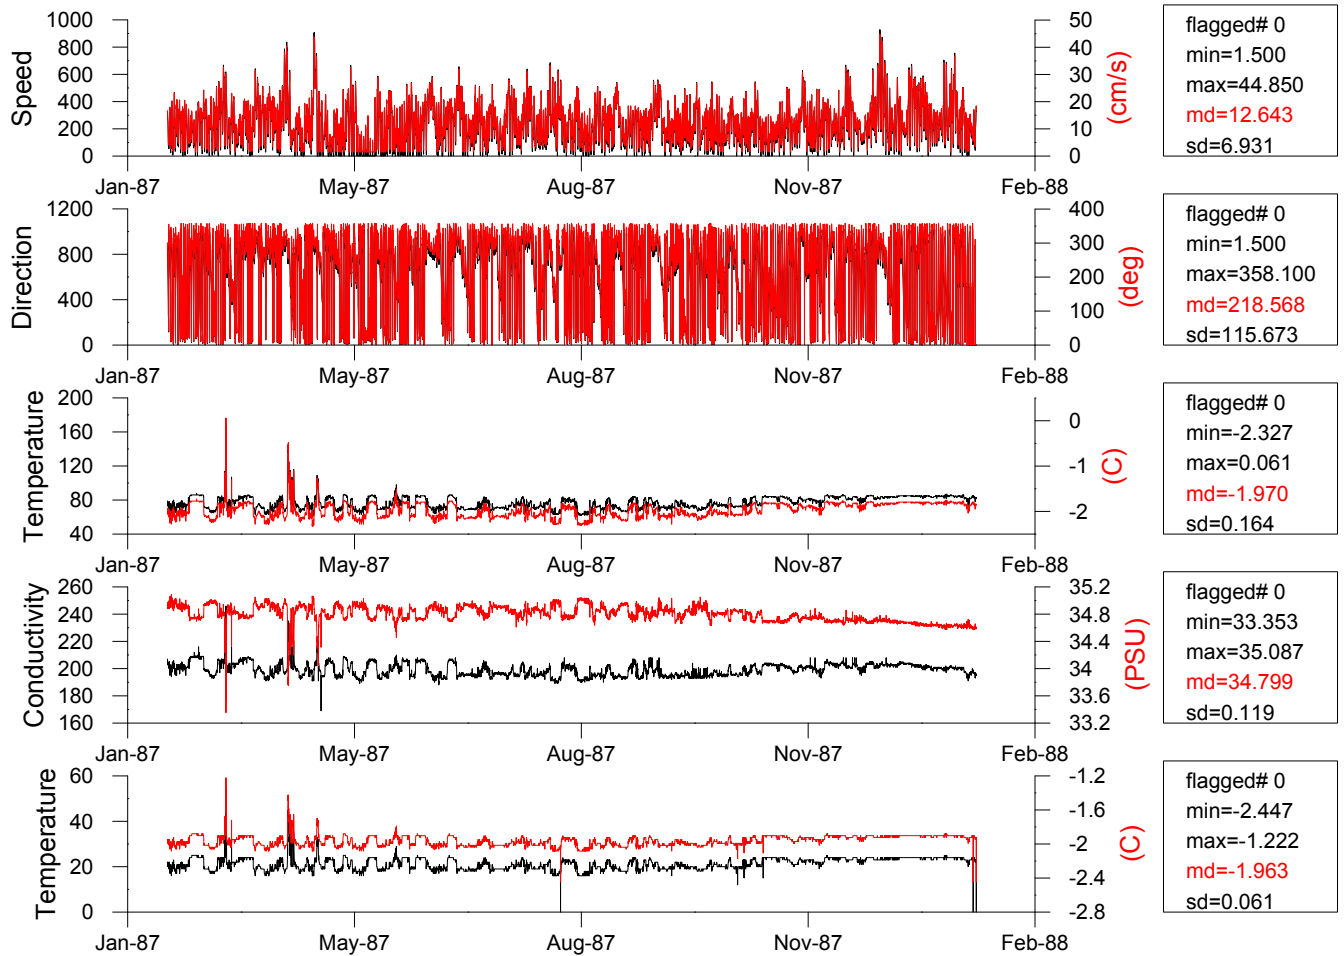 Speed
1000
800
600
400
200
0
50
40
30
20
10
0
(cm/s)
Jan-87
May-87
Aug-87
Nov-87
Feb-88
flagged# 0
min=1.500
max=44.850
md=12.643
sd=6.931
Direction
1200
800
400
0
400
300
200
100
0
(deg)
Jan-87
May-87
Aug-87
Nov-87
Feb-88
flagged# 0
min=1.500
max=358.100
md=218.568
sd=115.673
Temperature
200
160
120
80
40
0
-1
-2
(C)
Jan-87
May-87
Aug-87
Nov-87
Feb-88
flagged# 0
min=-2.327
max=0.061
md=-1.970
sd=0.164
Conductivity
260
240
220
200
180
160
35.2
34.8
34.4
34
33.6
33.2
(PSU)
Jan-87
May-87
Aug-87
Nov-87
Feb-88
flagged# 0
min=33.353
max=35.087
md=34.799
sd=0.119
Temperature
60
40
20
0
-1.2
-1.6
-2
-2.4
-2.8
(C)
Jan-87
May-87
Aug-87
Nov-87
Feb-88
flagged# 0
min=-2.447
max=-1.222
md=-1.963
sd=0.061